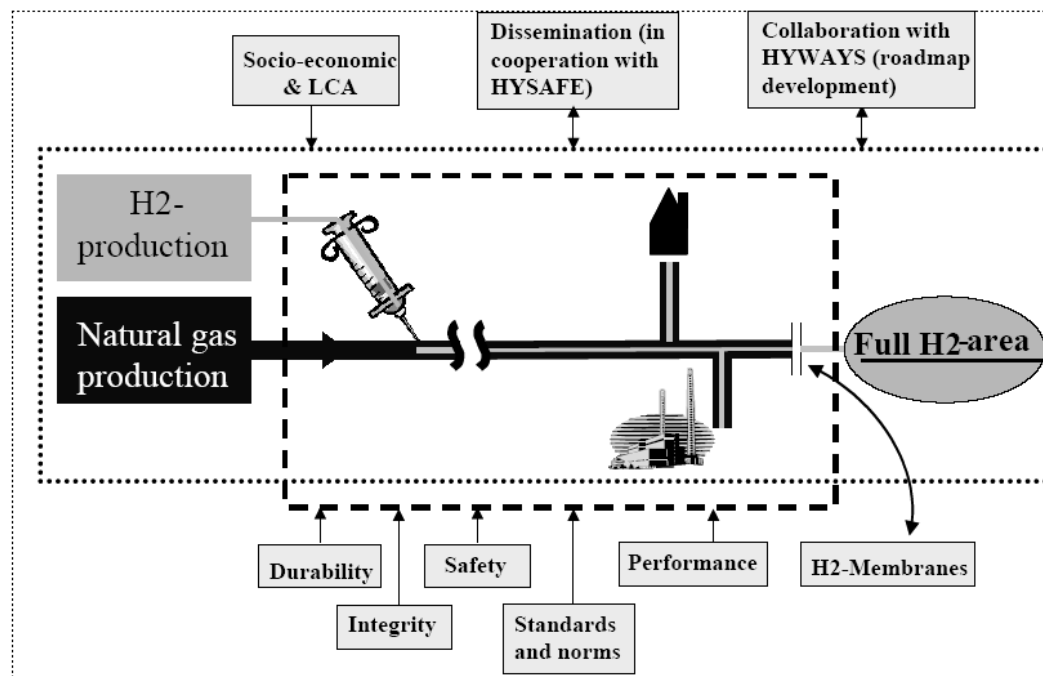 Socio-economic
& LCA
Dissemination (in
cooperation with
HYSAFE)
Collaboration with
HYWAYS (roadmap
development)
H2-
production
Natural gas
production
Full H2-area
Durability
Integrity
Safety
Standards
and norms
Performance
H2-Membranes